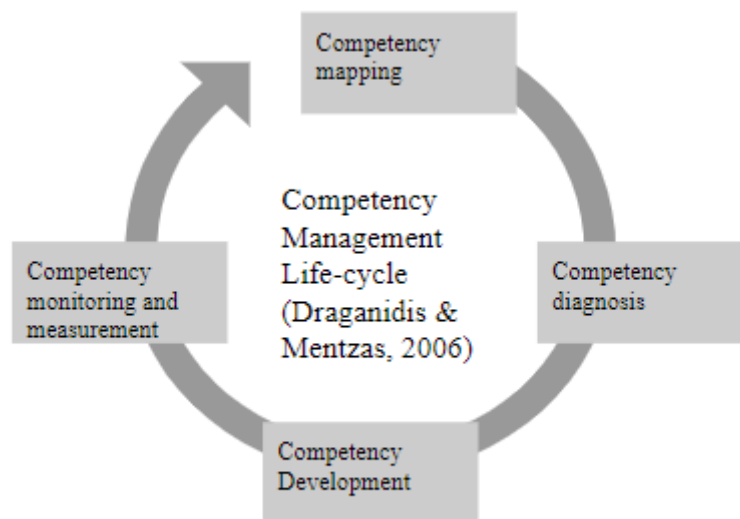 Competency
mapping
Competency
diagnosis
Competency
Development
Competency
monitoring and
measurement
Competency
Management
Life-cycle
(Draganidis &
Mentzas, 2006)